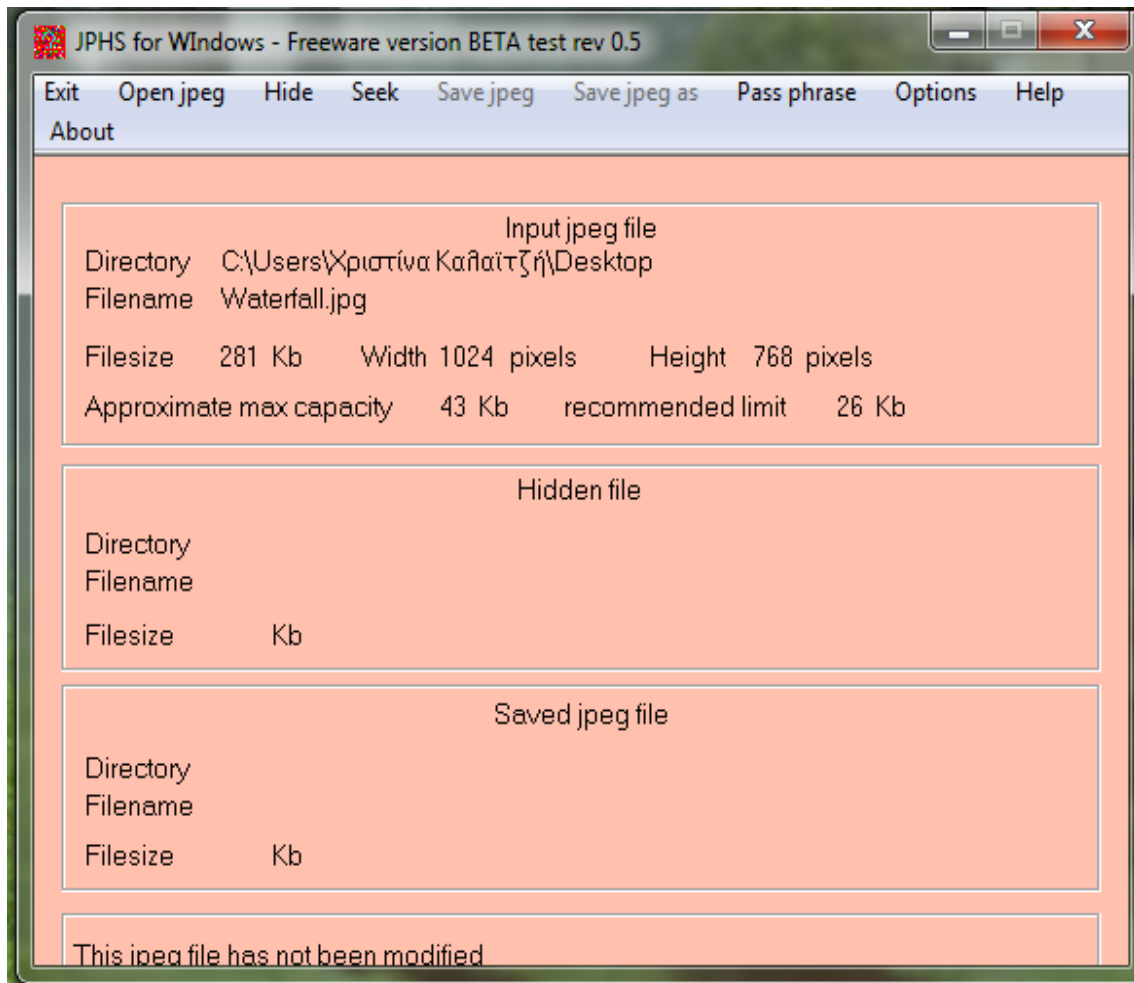 JPHS for WIndows - Freeware version BETA test rev 0.5
Exit Open jpeg Hide Seek Save jpeg Save jpeg as Pass phrase Options Help
About
Input jpeg file
Directory C:\Users\Χριστίνα Καλαϊτζή\Desktop
Filename Waterfall.jpg
Filesize 281 Kb Width 1024 pixels Height 768 pixels
Approximate max capacity 43 Kb recommended limit 26 Kb
Hidden file
Directory
Filename
Filesize Kb
Saved jpeg file
Directory
Filename
Filesize Kb
This jpeg file has not been modified